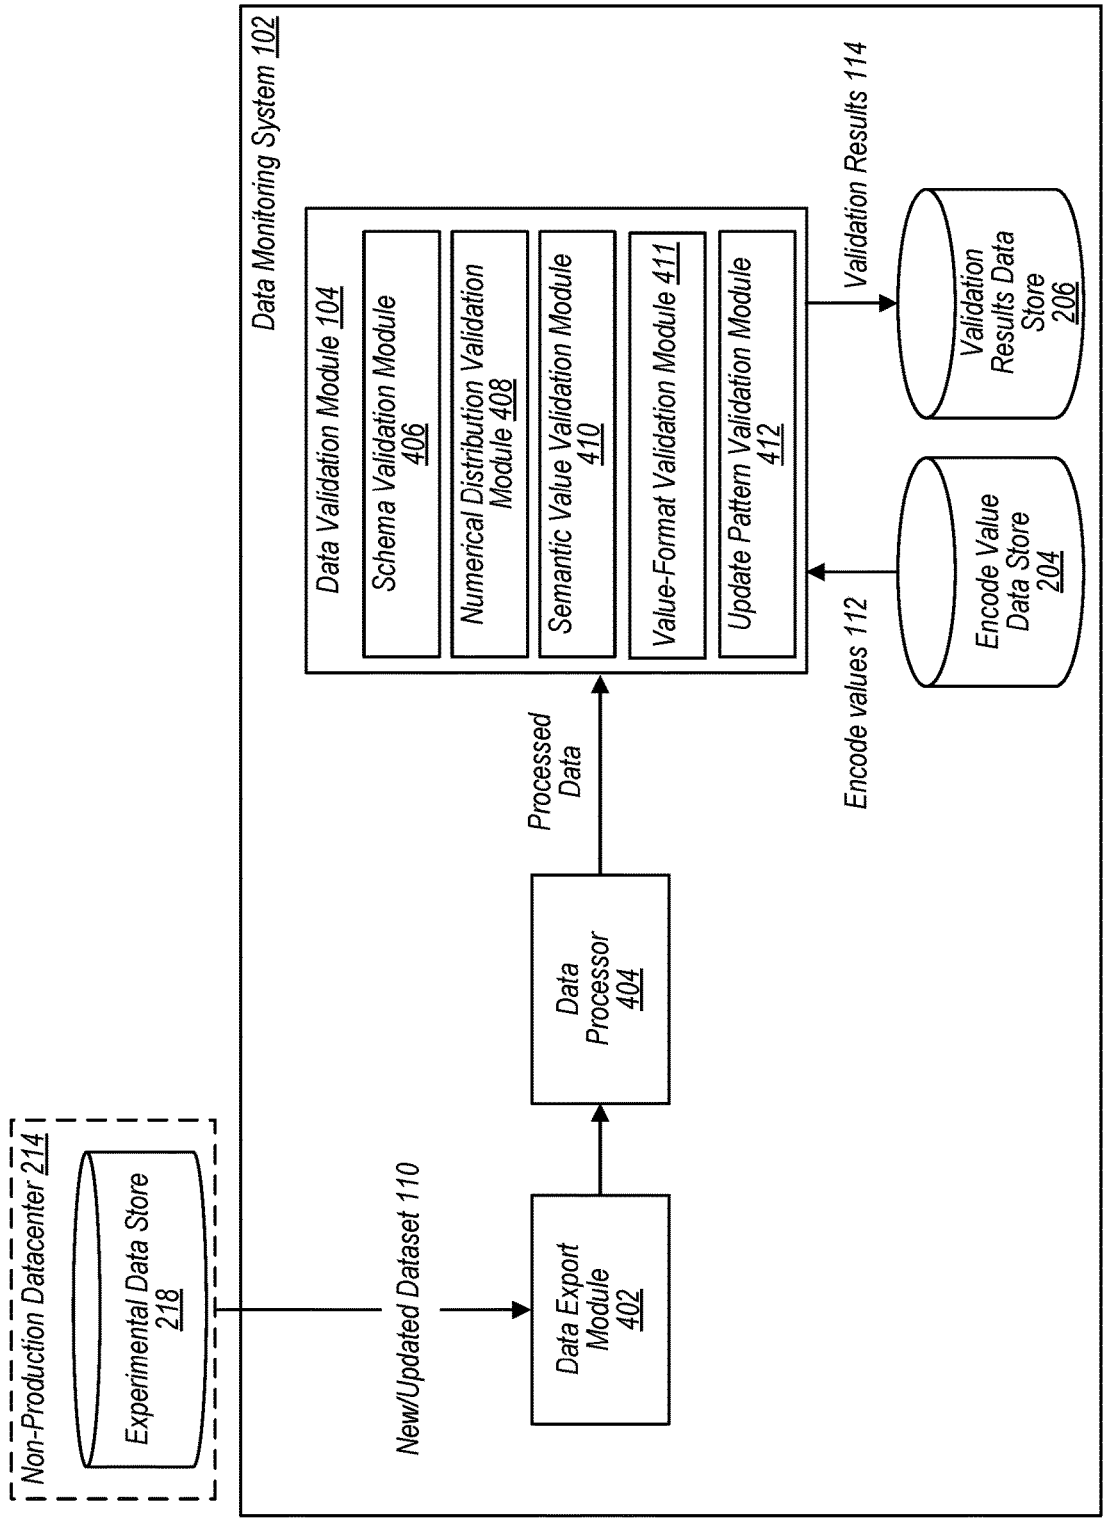 Non-Production Datacenter 214
Experimental Data Store
218
New/Updated Dataset 110
Data Export
Module
402
Data
Processor
404
Processed
Data
Data Monitoring System 102
Data Validation Module 104
Schema Validation Module
406
Numerical Distribution Validation
Module 408
Semantic Value Validation Module
410
Value-Format Validation Module 411
Update Pattern Validation Module
412
Encode values 112
Encode Value
Data Store
204
Validation Results 114
Validation
Results Data
Store
206